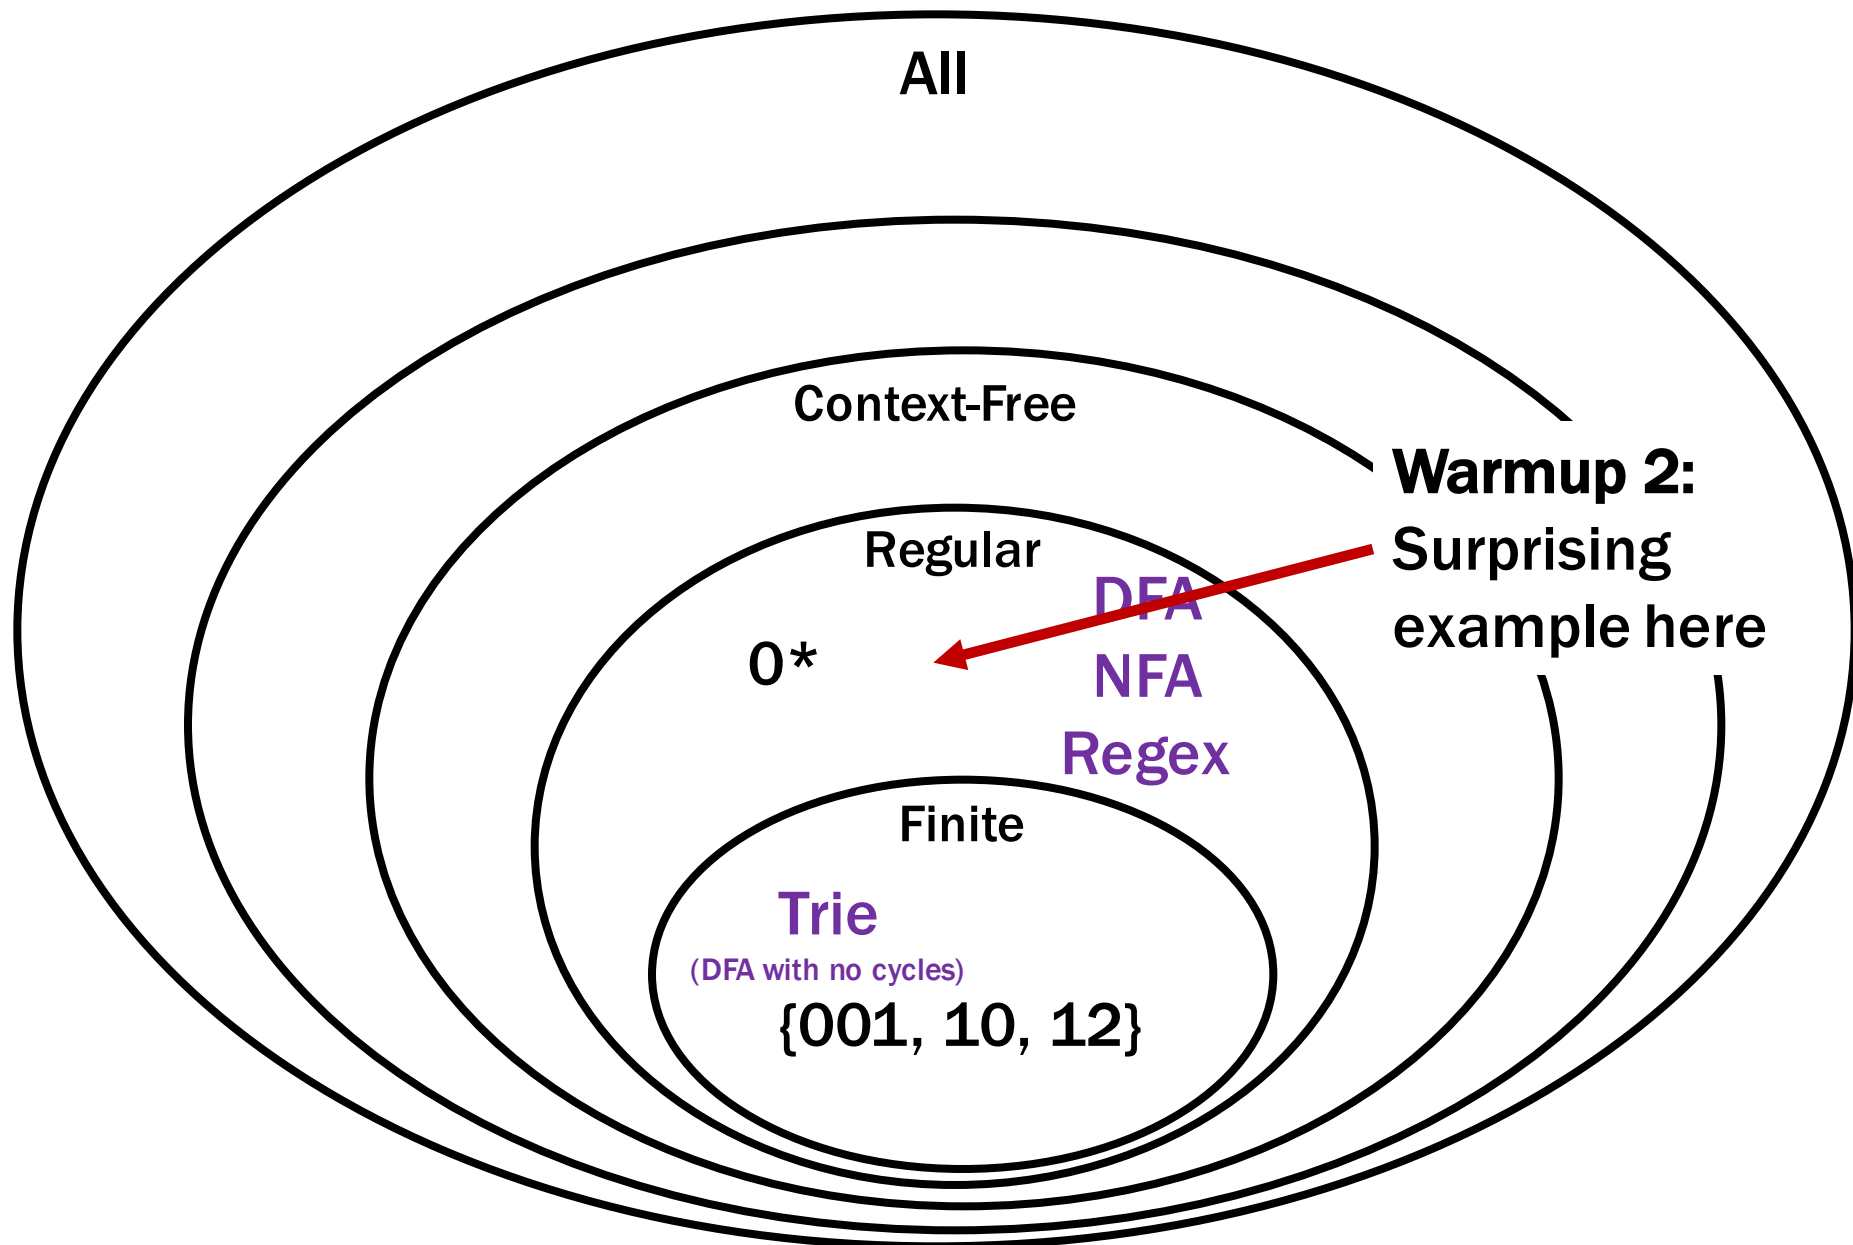 All
Context-Free
Warmup 2:
Surprising
example here
Regular
DFA
0*
NFA
Regex
Finite
Trie
(DFA with no cycles)
{001, 10, 12}